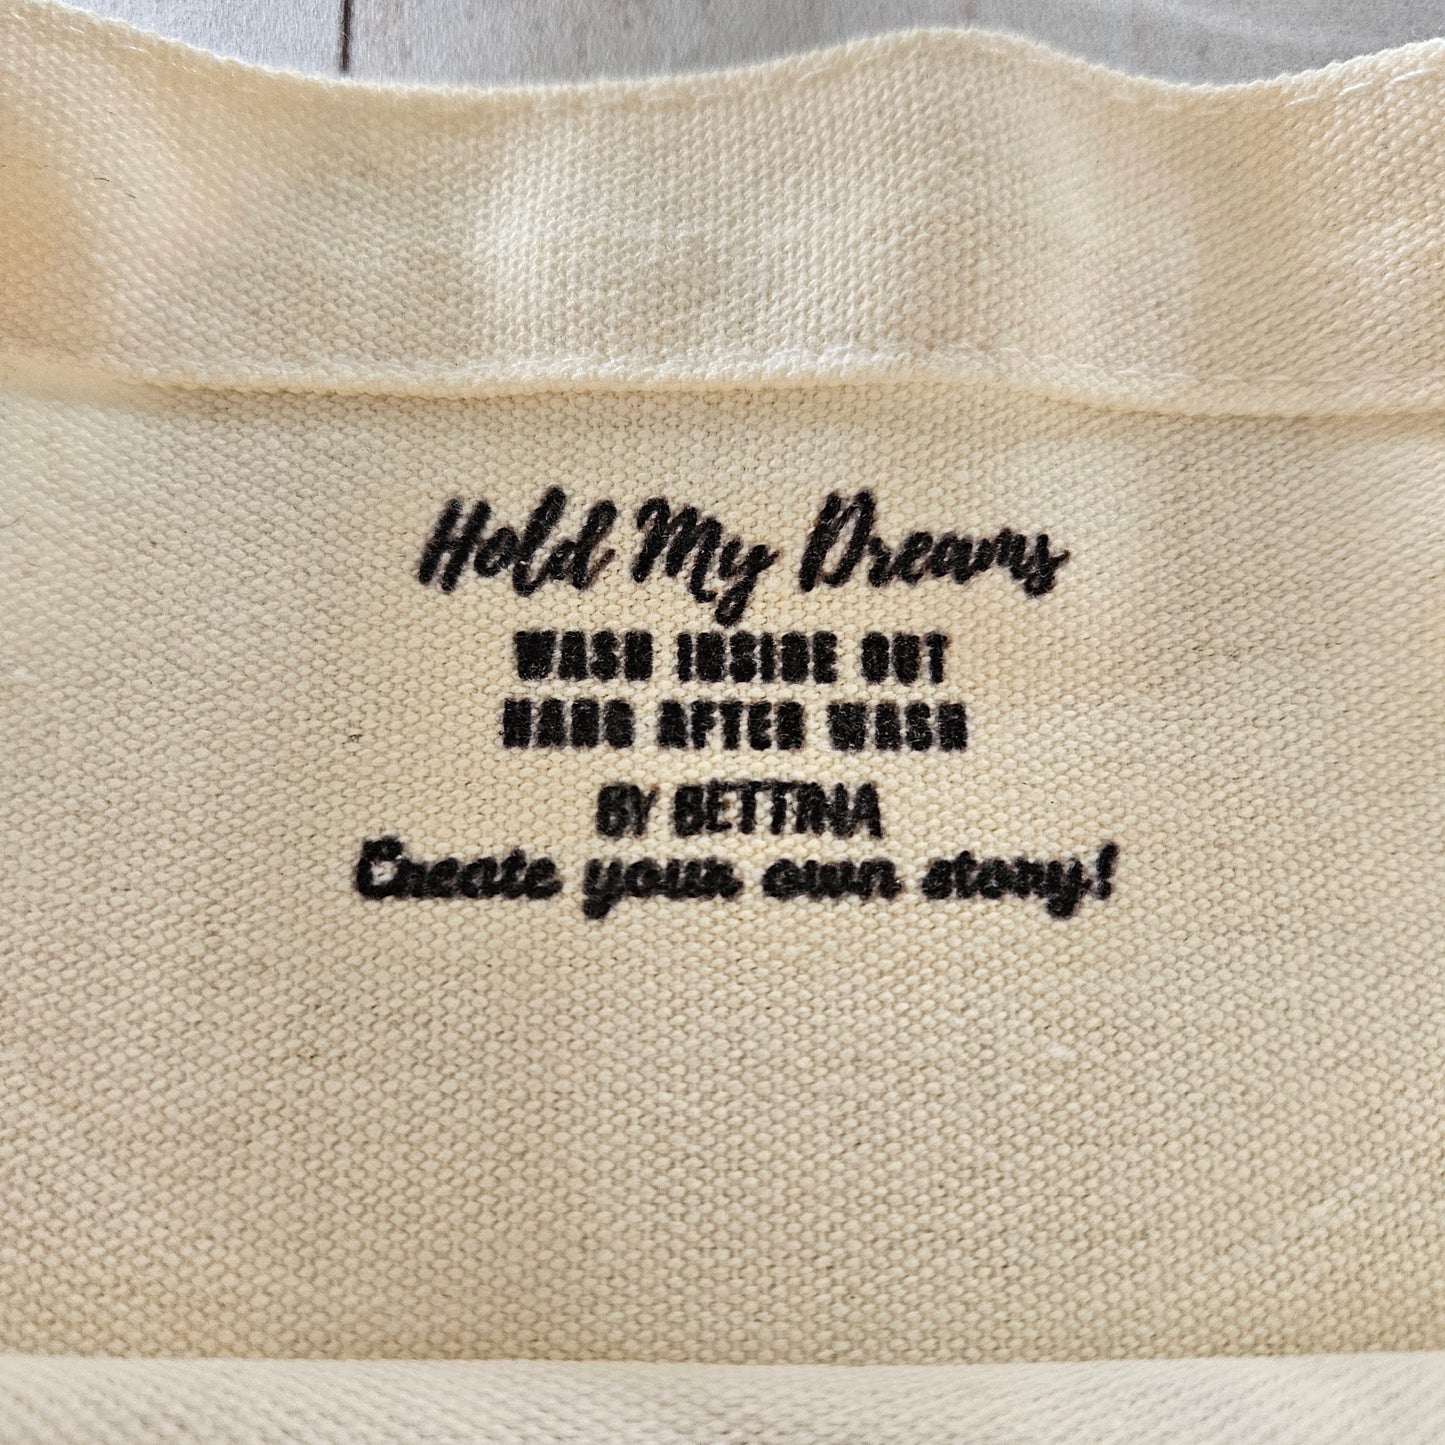 Hold My Dreams
WASH INSIDE OUT
HANG AFTER WASH
BY BETTINA
Create your own story!